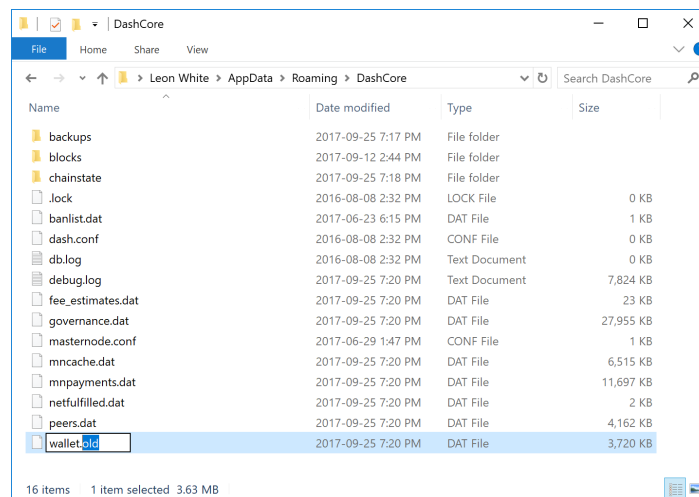 DashCore
File Home Share View
Leon White > AppData > Roaming > DashCore Search DashCore
Name Date modified Type Size
backups 2017-09-25 7:17 PM File folder
blocks 2017-09-12 2:44 PM File folder
chainstate 2017-09-25 7:18 PM File folder
.lock 2016-08-08 2:32 PM LOCK File 0 KB
banlist.dat 2017-06-23 6:15 PM DAT File 1 KB
dash.conf 2016-08-08 2:32 PM CONF File 0 KB
db.log 2016-08-08 2:32 PM Text Document 0 KB
debug.log 2017-09-25 7:20 PM Text Document 7,824 KB
fee_estimates.dat 2017-09-25 7:20 PM DAT File 23 KB
governance.dat 2017-09-25 7:20 PM DAT File 27,955 KB
masternode.conf 2017-06-29 1:47 PM CONF File 1 KB
mncache.dat 2017-09-25 7:20 PM DAT File 6,515 KB
mnpayments.dat 2017-09-25 7:20 PM DAT File 11,697 KB
netfulfilled.dat 2017-09-25 7:20 PM DAT File 2 KB
peers.dat 2017-09-25 7:20 PM DAT File 4,162 KB
wallet.old 2017-09-25 7:20 PM DAT File 3,720 KB
16 items 1 item selected 3.63 MB